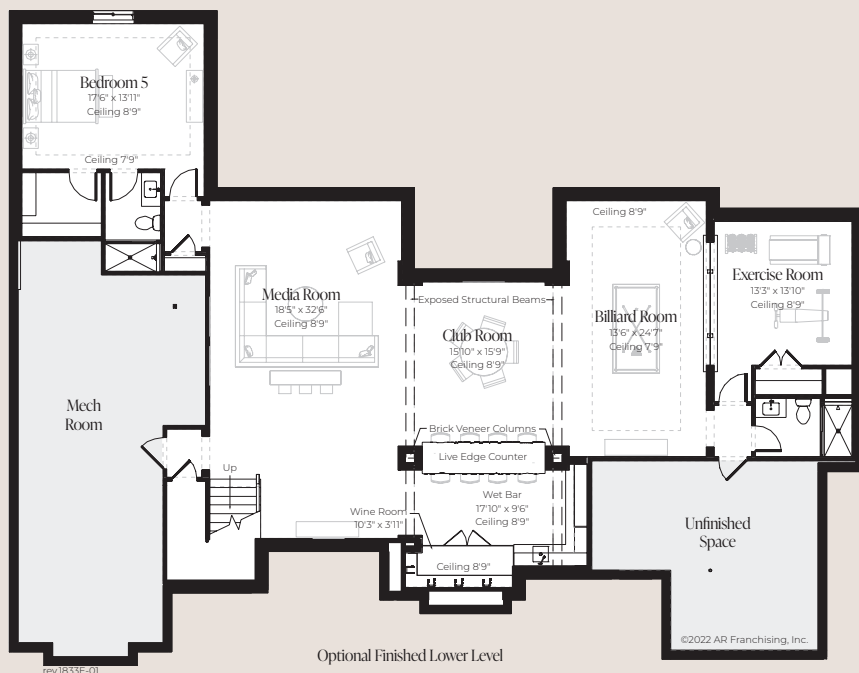 Bedroom 5
17'6" x 13'11"
Ceiling 8'9"
Ceiling 7'9"
Media Room
18'5" x 32'6"
Ceiling 8'9"
Exposed Structural Beams
Club Room
15'10" x 15'9"
Ceiling 8'9"
Ceiling 8'9"
Billiard Room
13'6" x 24'7"
Ceiling 7'9"
Exercise Room
13'3" x 13'10"
Ceiling 8'9"
Mech
Room
Up
Brick Veneer Columns
Live Edge Counter
Wet Bar
17'10" x 9'6"
Ceiling 8'9"
Wine Room
10'3" x 3'11"
Ceiling 8'9"
Unfinished
Space
©2022 AR Franchising, Inc.
Optional Finished Lower Level
rev.1833F-01